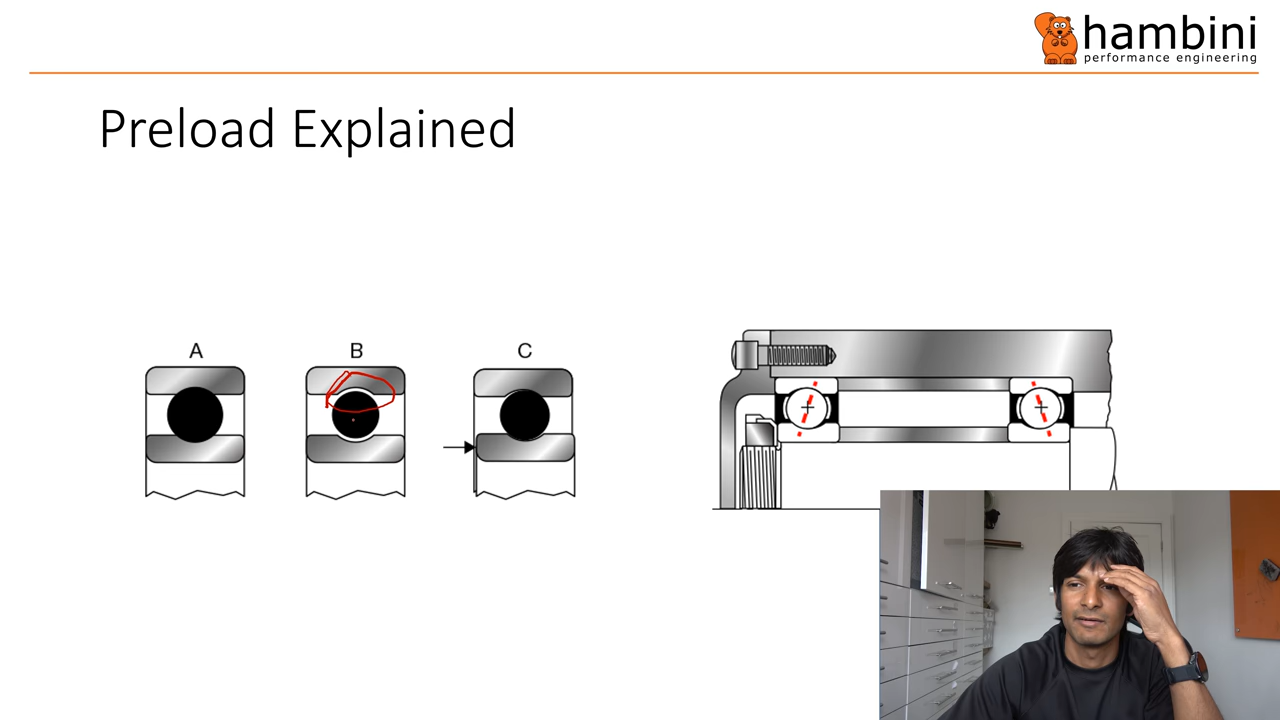 hambini
performance engineering
Preload Explained
A
B
C